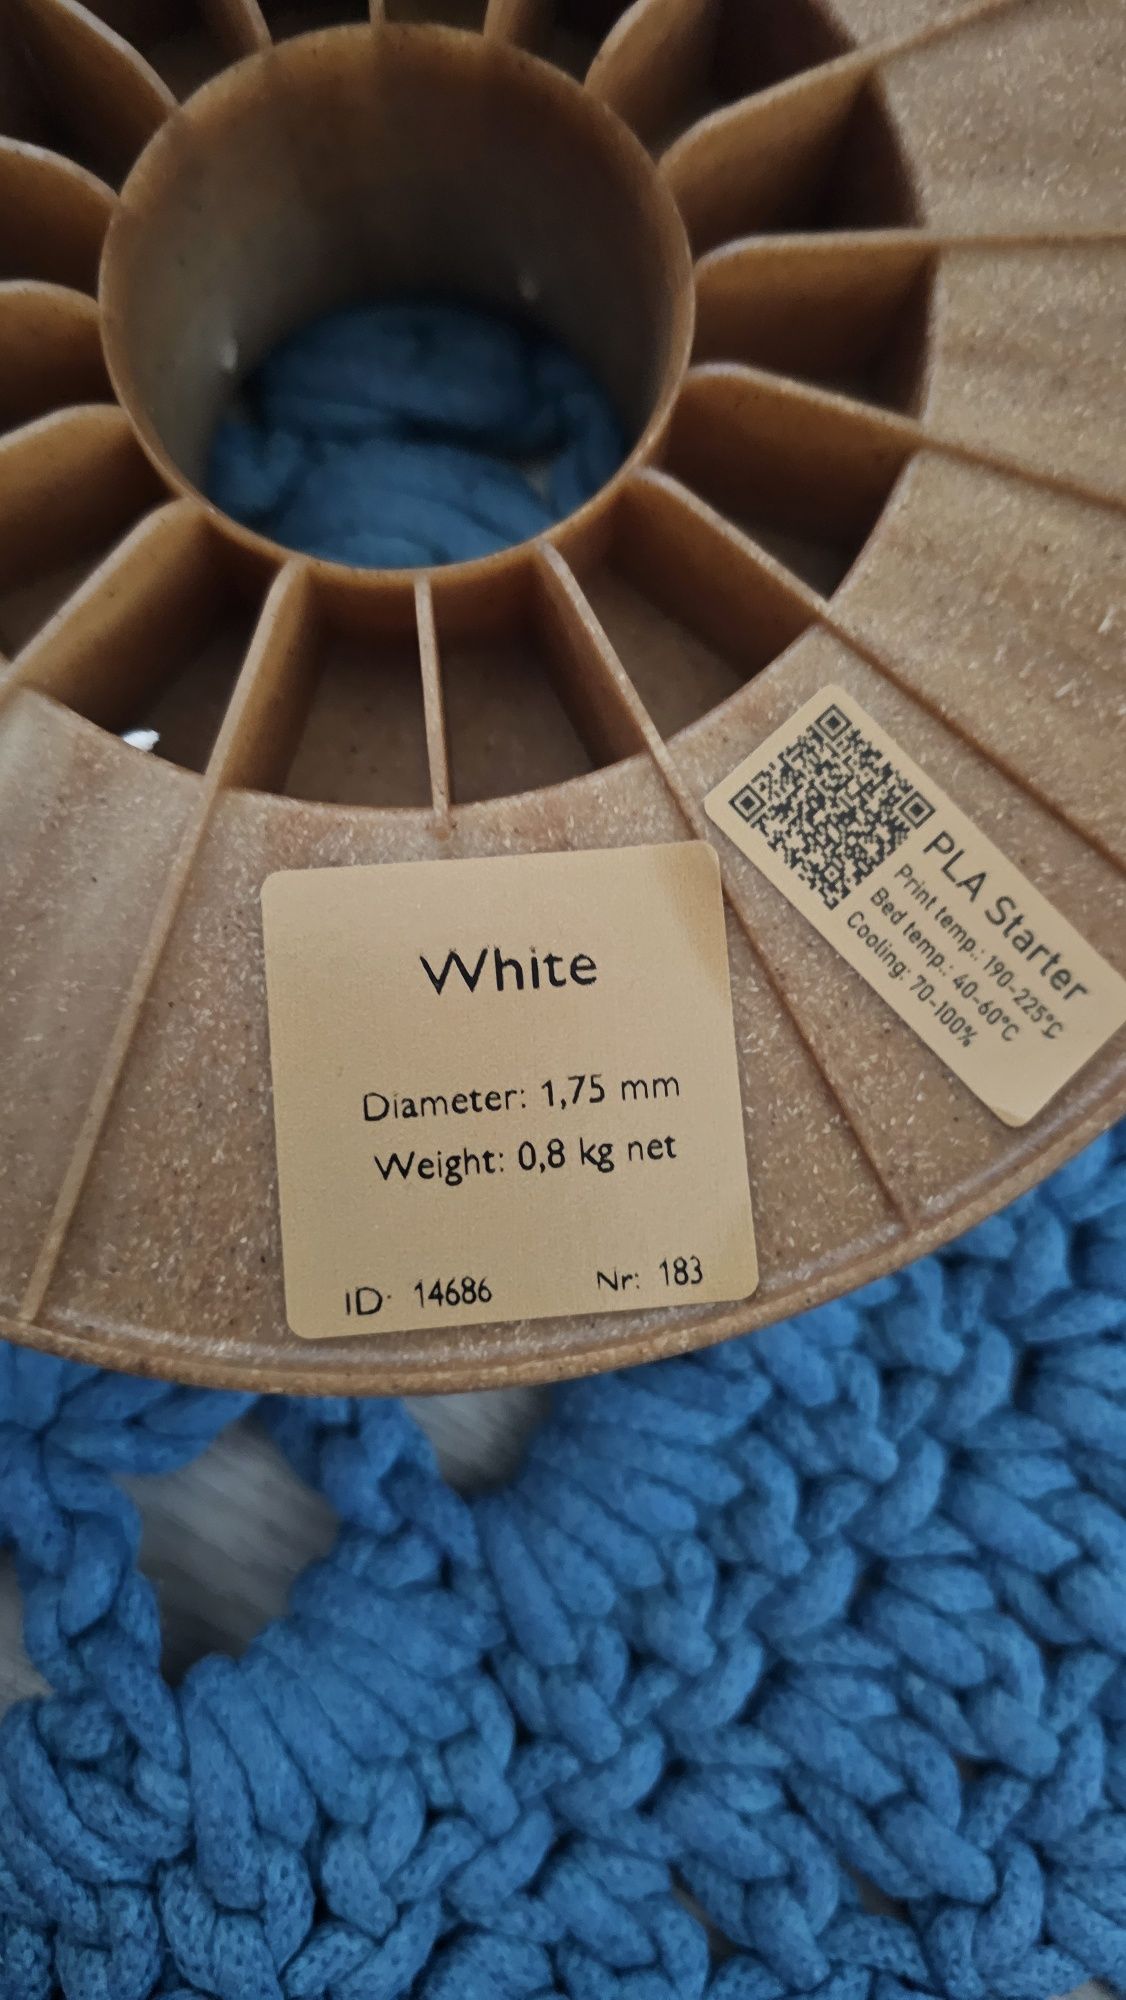 White
Diameter: 1,75 mm
Weight: 0,8 kg net
ID: 14686 Nr: 183
PLA Starter
Print temp.: 190-225°C
Bed temp.: 40-60°C
Cooling: 70-100%